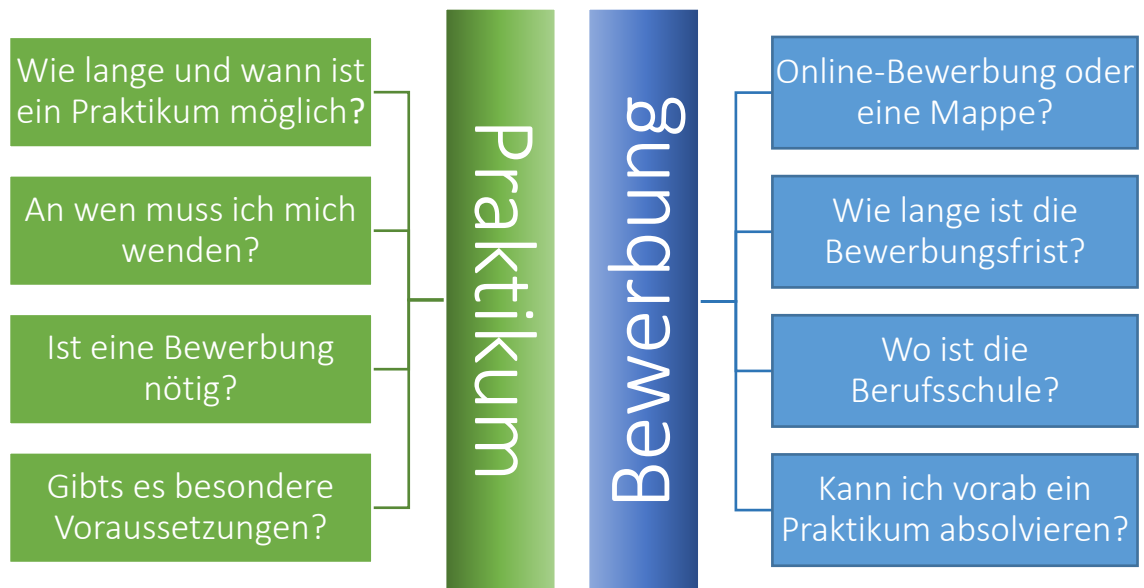 Wie lange und wann ist
ein Praktikum möglich?
An wen muss ich mich
wenden?
Ist eine Bewerbung
nötig?
Gibts es besondere
Voraussetzungen?
Praktikum
Bewerbung
Online-Bewerbung oder
eine Mappe?
Wie lange ist die
Bewerbungsfrist?
Wo ist die
Berufsschule?
Kann ich vorab ein
Praktikum absolvieren?